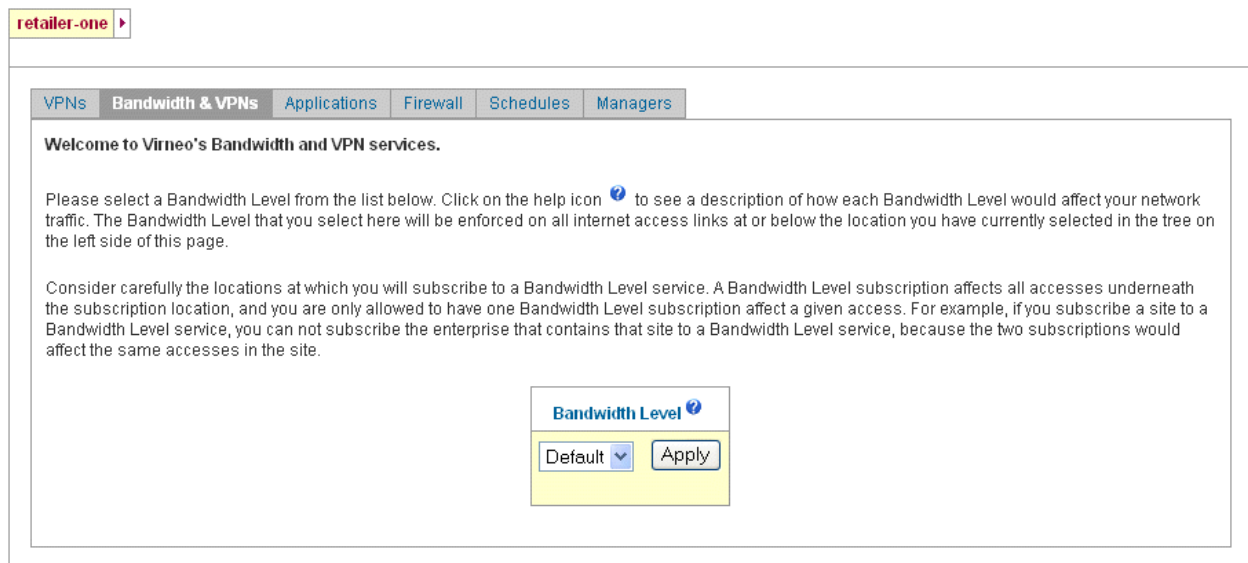 retailer-one
VPNs Bandwidth & VPNs Applications Firewall Schedules Managers
Welcome to Virneo's Bandwidth and VPN services.
Please select a Bandwidth Level from the list below. Click on the help icon ? to see a description of how each Bandwidth Level would affect your network
traffic. The Bandwidth Level that you select here will be enforced on all internet access links at or below the location you have currently selected in the tree on
the left side of this page.
Consider carefully the locations at which you will subscribe to a Bandwidth Level service. A Bandwidth Level subscription affects all accesses underneath
the subscription location, and you are only allowed to have one Bandwidth Level subscription affect a given access. For example, if you subscribe a site to a
Bandwidth Level service, you can not subscribe the enterprise that contains that site to a Bandwidth Level service, because the two subscriptions would
affect the same accesses in the site.
Bandwidth Level ?
Default Apply